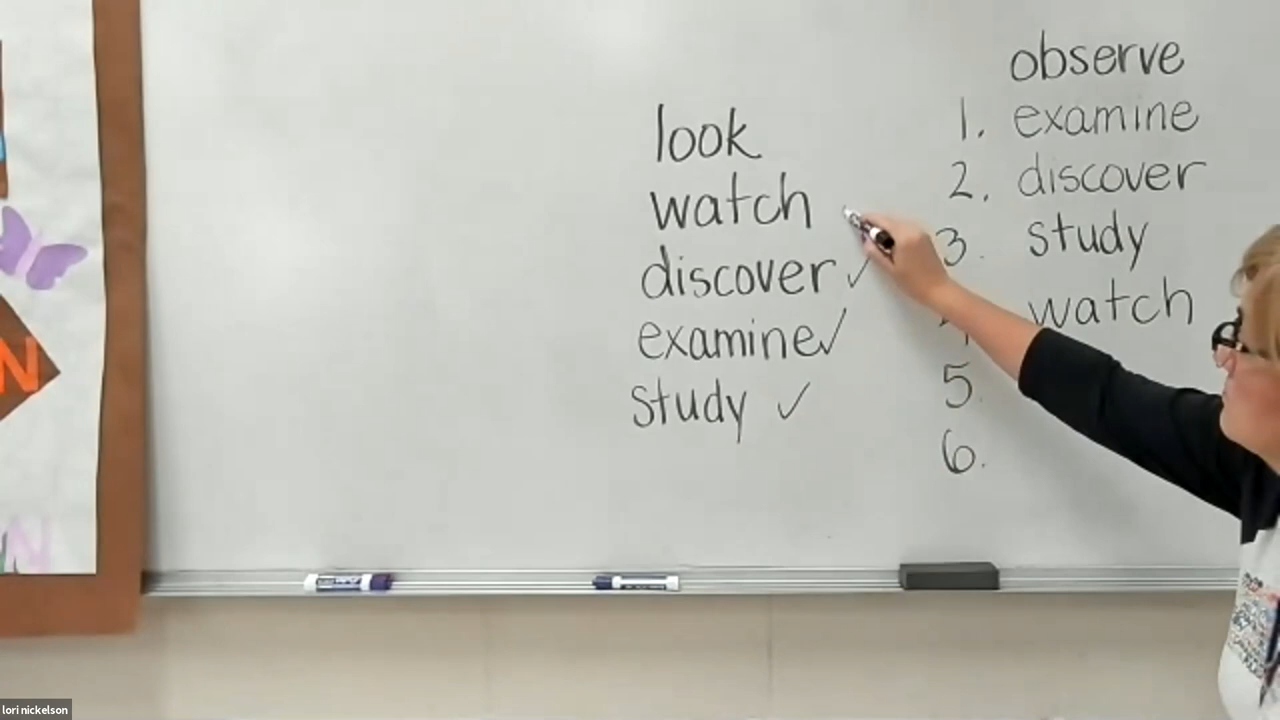 look
watch
discover ✓
examine ✓
study ✓
observe
1. examine
2. discover
3. study
watch
5.
6.
N
N
lori nickelson